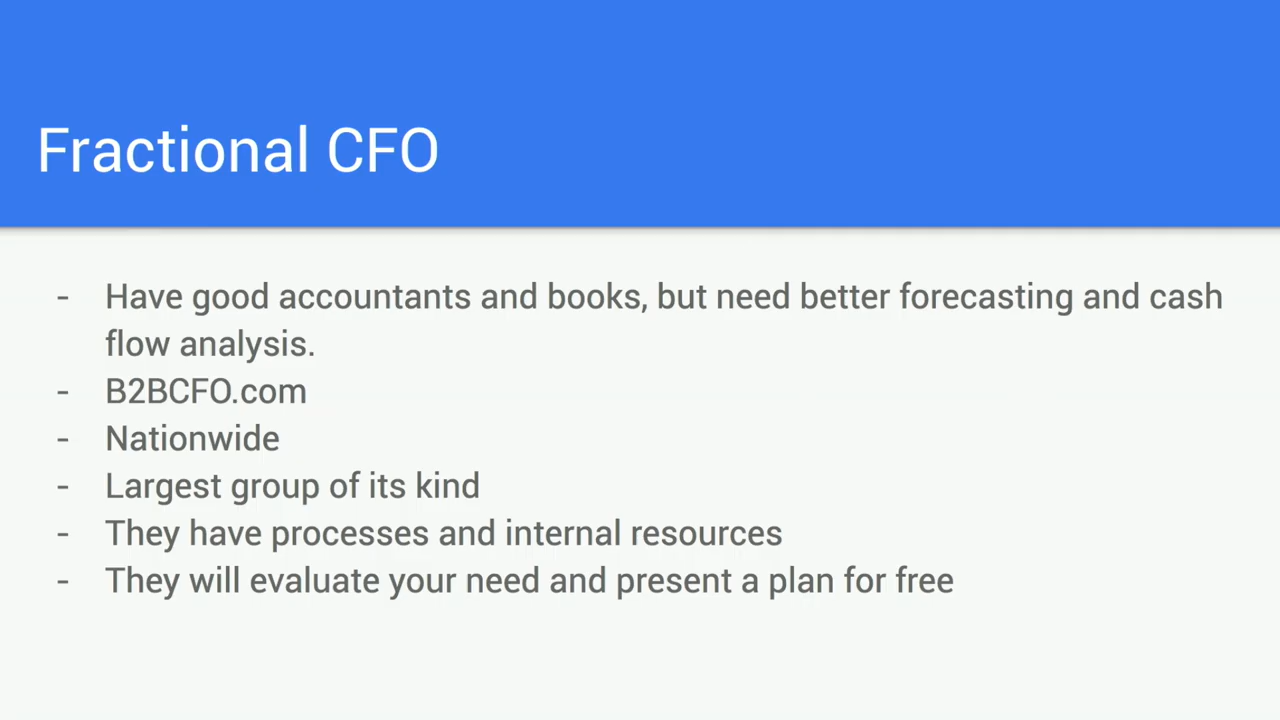 Fractional CFO
- Have good accountants and books, but need better forecasting and cash
flow analysis.
- B2BCFO.com
- Nationwide
- Largest group of its kind
- They have processes and internal resources
- They will evaluate your need and present a plan for free